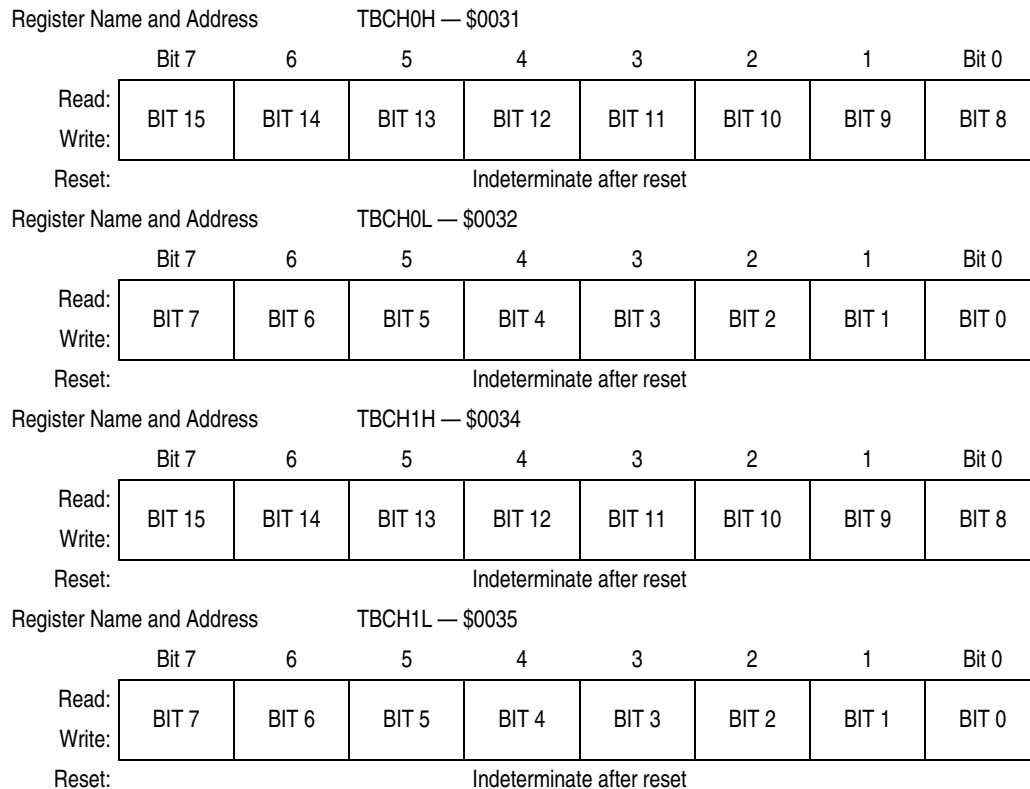 Register Name and Address TBCH0H — $0031
Bit 7 6 5 4 3 2 1 Bit 0
Read:
BIT 15 BIT 14 BIT 13 BIT 12 BIT 11 BIT 10 BIT 9 BIT 8
Write:
Reset: Indeterminate after reset
Register Name and Address TBCH0L — $0032
Bit 7 6 5 4 3 2 1 Bit 0
Read:
BIT 7 BIT 6 BIT 5 BIT 4 BIT 3 BIT 2 BIT 1 BIT 0
Write:
Reset: Indeterminate after reset
Register Name and Address TBCH1H — $0034
Bit 7 6 5 4 3 2 1 Bit 0
Read:
BIT 15 BIT 14 BIT 13 BIT 12 BIT 11 BIT 10 BIT 9 BIT 8
Write:
Reset: Indeterminate after reset
Register Name and Address TBCH1L — $0035
Bit 7 6 5 4 3 2 1 Bit 0
Read:
BIT 7 BIT 6 BIT 5 BIT 4 BIT 3 BIT 2 BIT 1 BIT 0
Write:
Reset: Indeterminate after reset